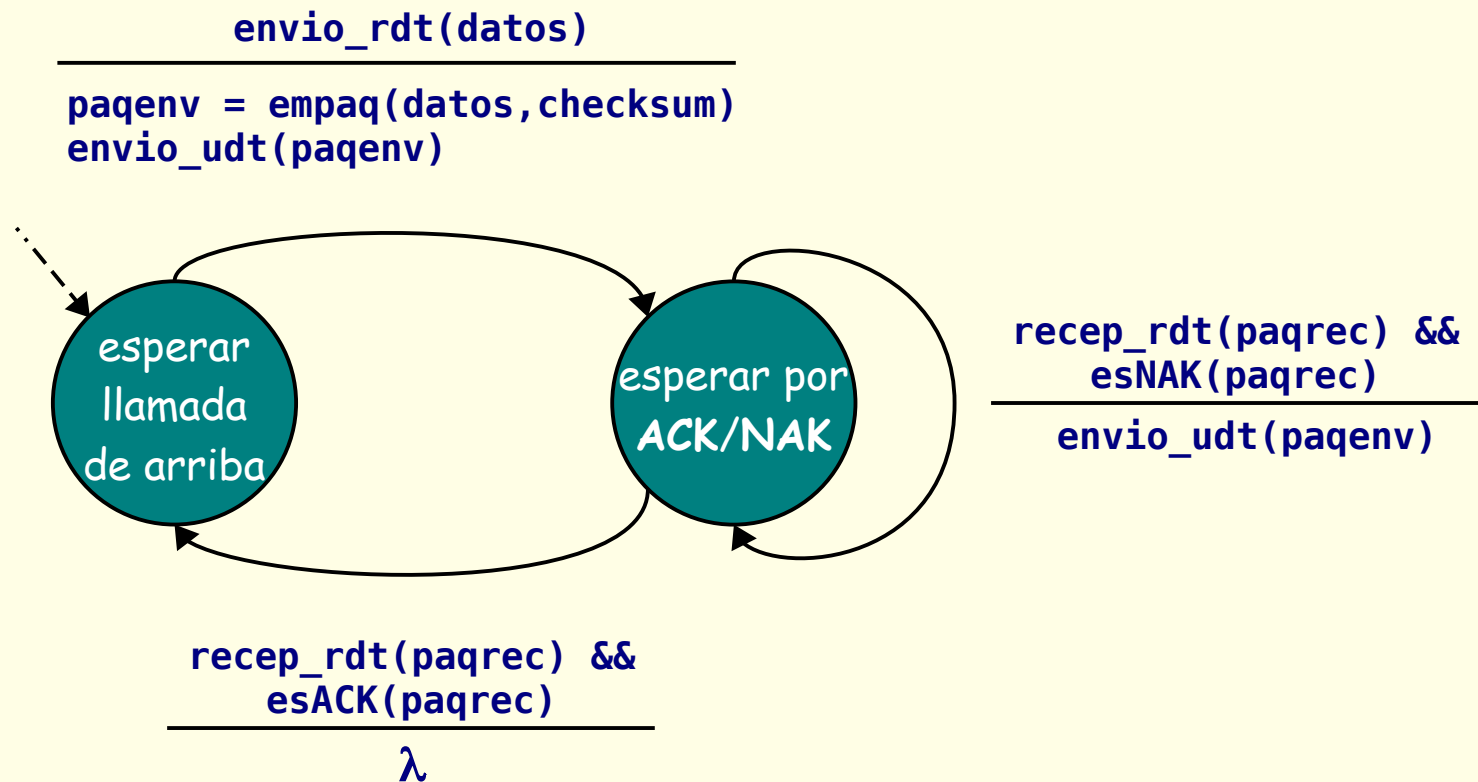 envio_rdt(datos)
paqenv = empaq(datos,checksum)
envio_udt(paqenv)
esperar
llamada
de arriba
esperar por
ACK/NAK
recep_rdt(paqrec) &&
esNAK(paqrec)
envio_udt(paqenv)
recep_rdt(paqrec) &&
esACK(paqrec)
λ